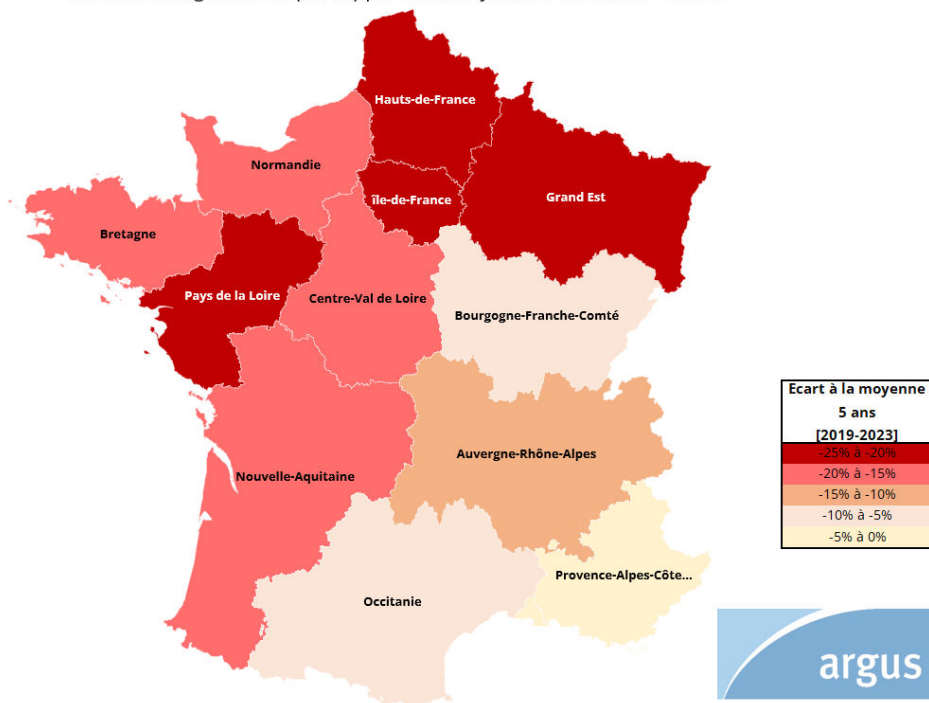 Hauts-de-France
Normandie
île-de-France
Grand Est
Bretagne
Pays de la Loire
Centre-Val de Loire
Bourgogne-Franche-Comté
Ecart à la moyenne
5 ans
[2019-2023]
-25% à -20%
-20% à -15%
-15% à -10%
-10% à -5%
-5% à 0%
Auvergne-Rhône-Alpes
Nouvelle-Aquitaine
Provence-Alpes-Côte...
Occitanie
argus